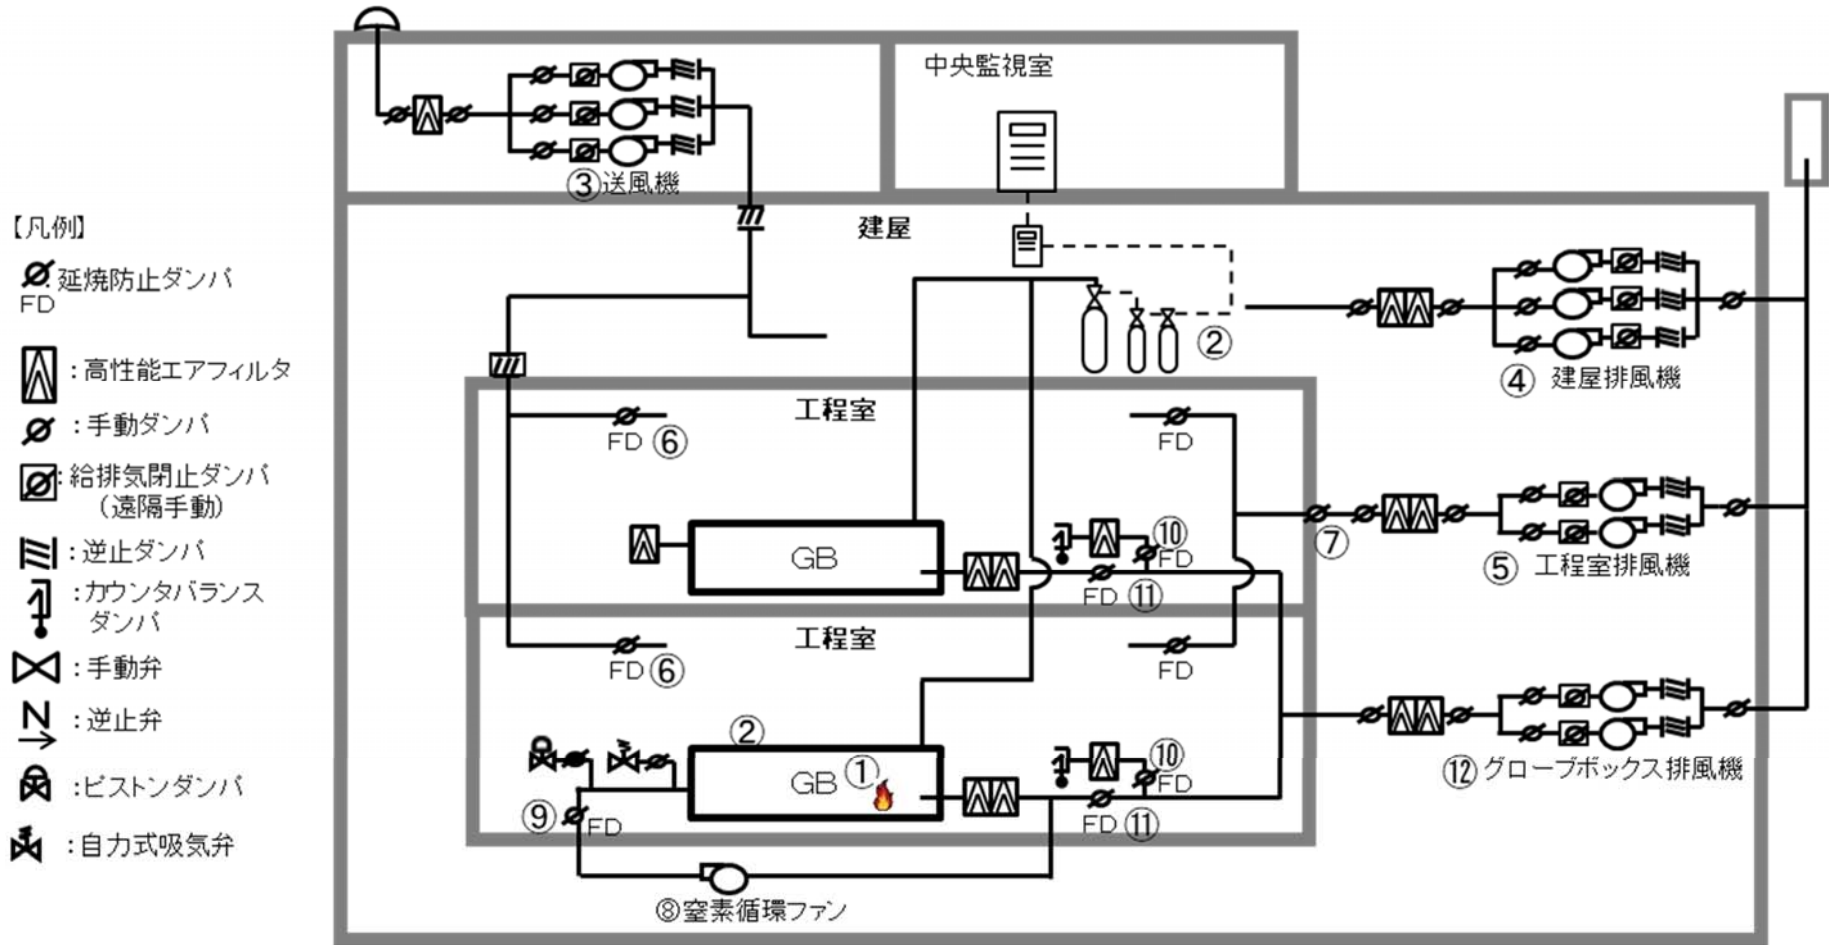 中央監視室
③送風機
【凡例】
延焼防止ダンパ
FD
：高性能エアフィルタ
：手動ダンパ
：給排気閉止ダンパ
（遠隔手動）
：逆止ダンパ
：カウンタバランス
ダンパ
：手動弁
：逆止弁
：ピストンダンパ
：自力式吸気弁
建屋
②
④ 建屋排風機
工程室
FD ⑥
FD
GB
⑩
FD
FD ⑪
⑦
⑤ 工程室排風機
工程室
FD ⑥
FD
②
GB ①
⑩
FD
FD ⑪
⑨ FD
⑫ グローブボックス排風機
⑧窒素循環ファン